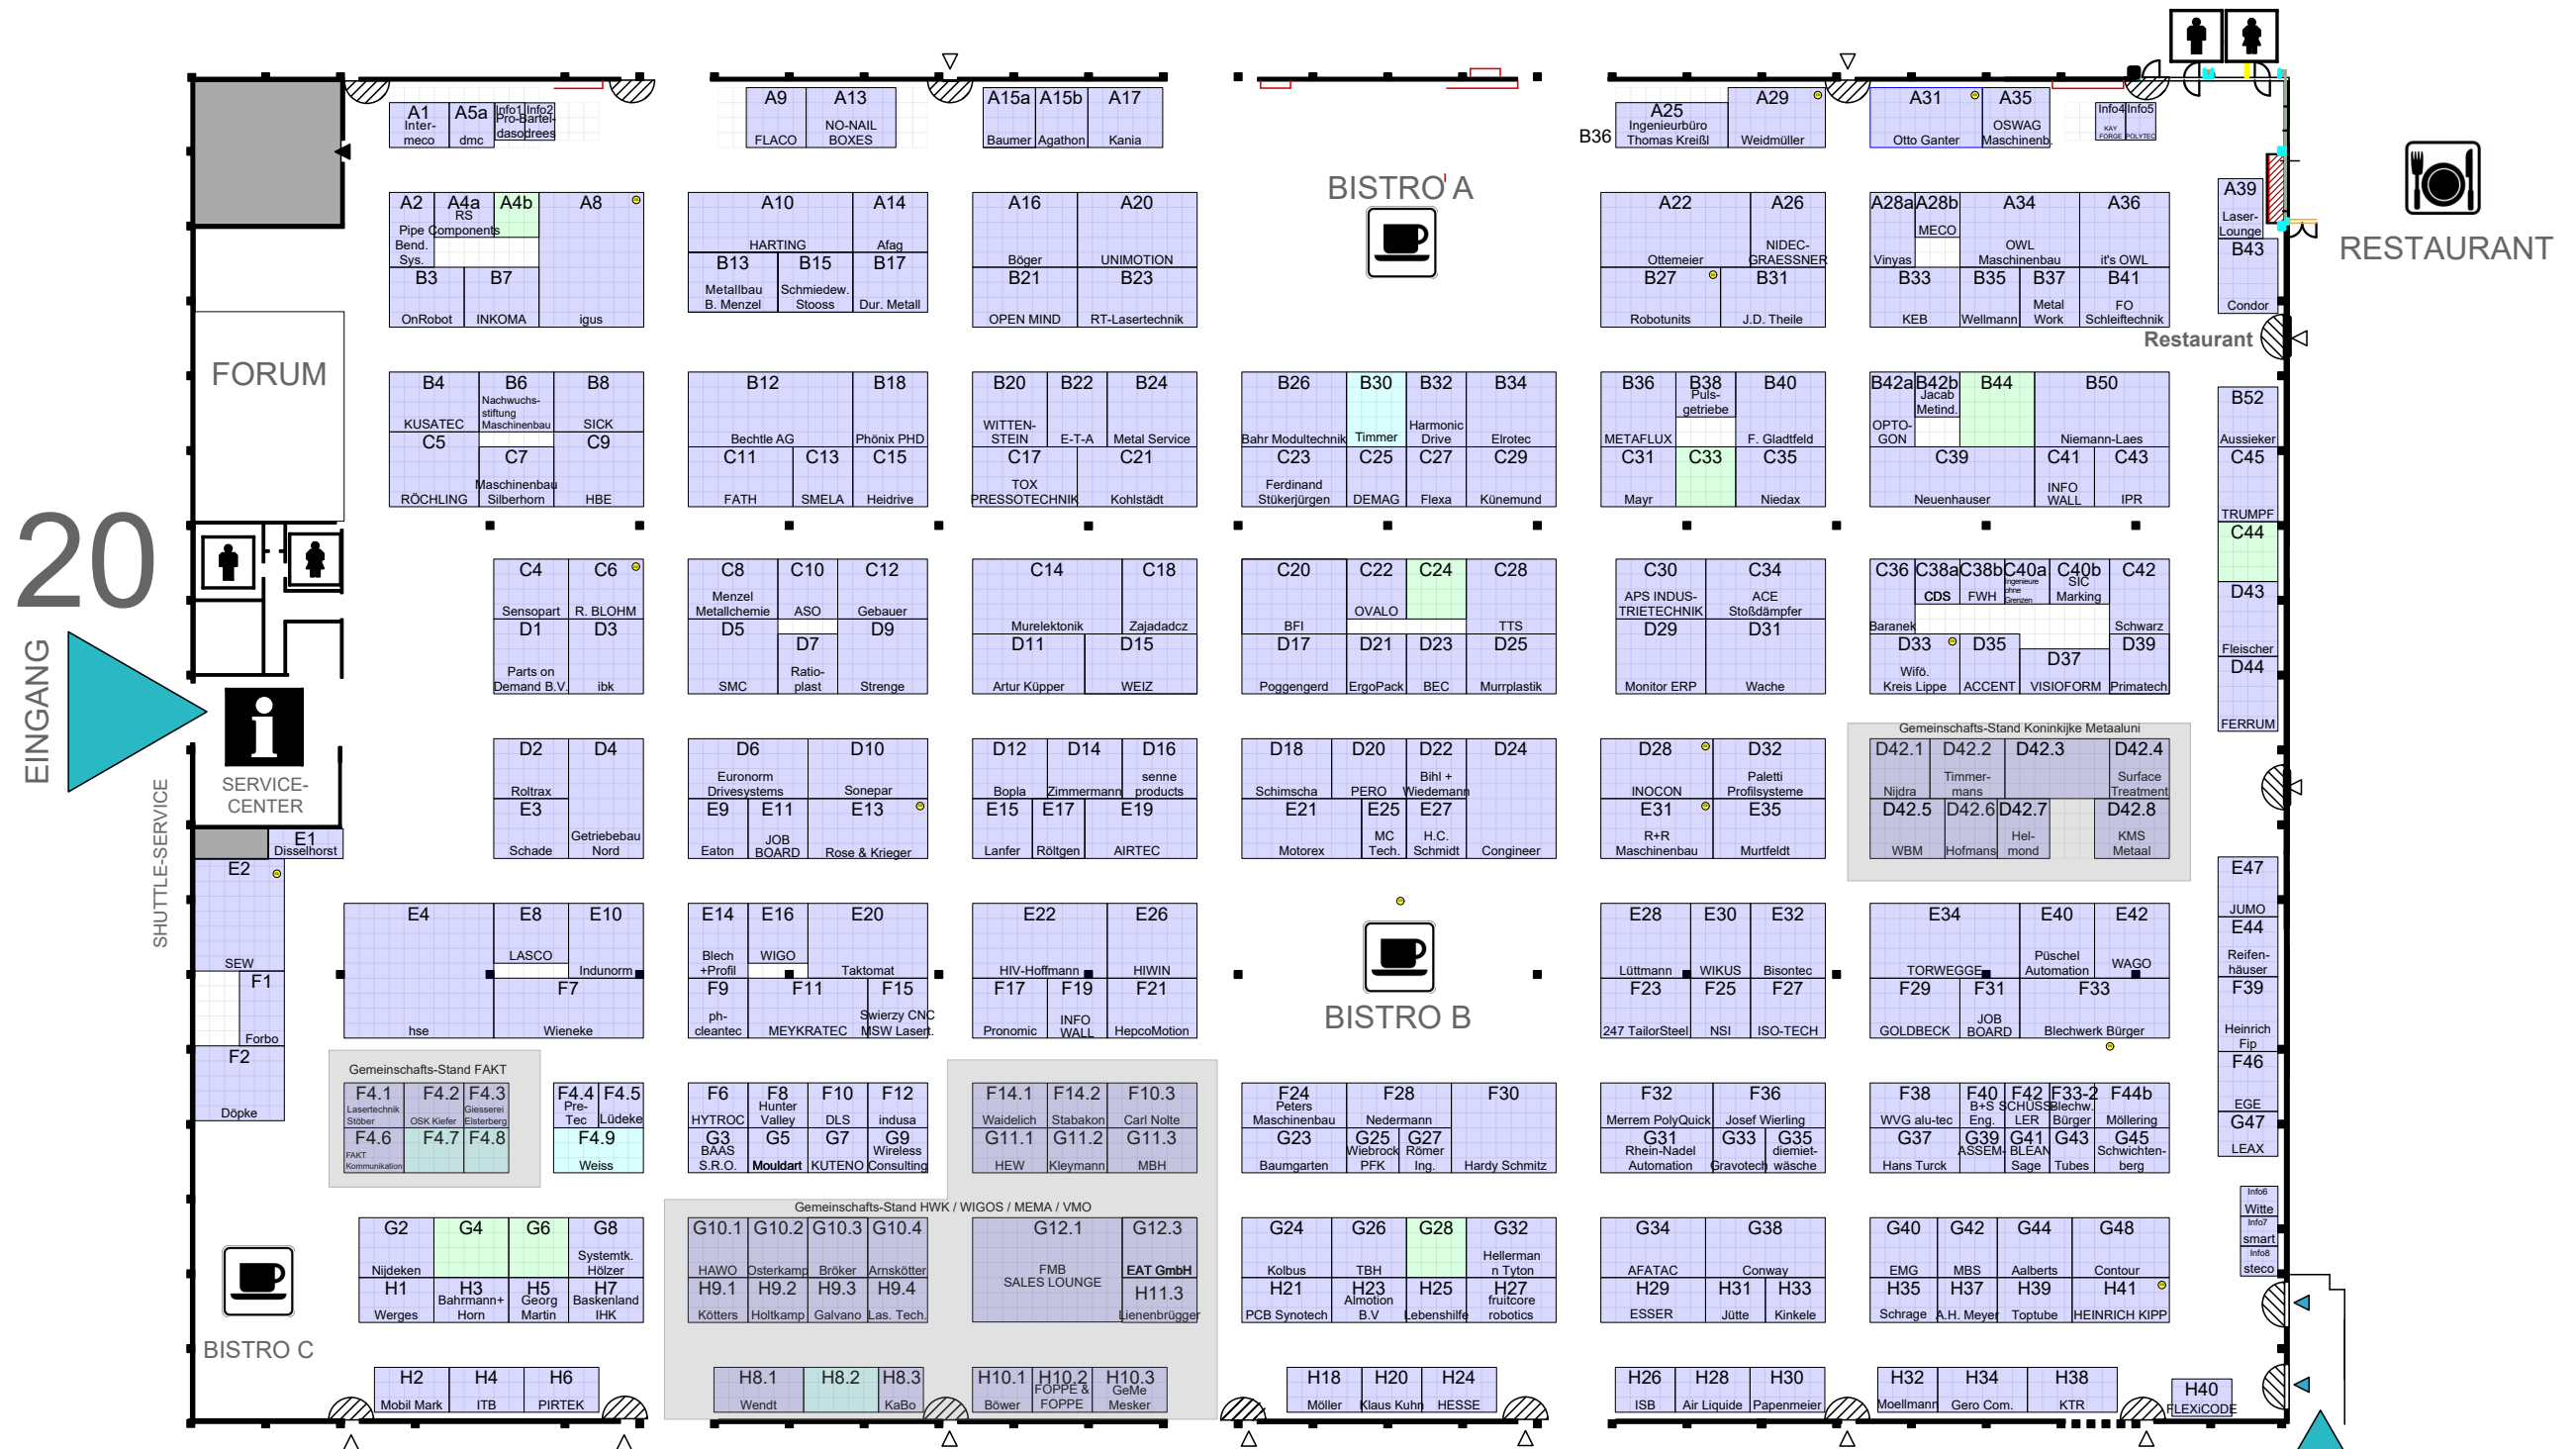 A1
Inter-
meco
A5a
dmc
Info1
Info2
Pro-
daso
Bartel-
drees
A9
FLACO
A13
NO-NAIL
BOXES
A15a
Baumer
A15b
Agathon
A17
Kania
B36
A25
Ingenieurbüro
Thomas Kreißl
A29
Weidmüller
A31
Otto Ganter
A35
OSWAG
Maschinenb.
Info4
KAY
FORGE
Info5
POLYTEC
A2
Pipe
Bend.
Sys.
A4a
RS
Components
A4b
A8
igus
B3
OnRobot
B7
INKOMA
A10
HARTING
A14
Afag
B13
Metallbau
B. Menzel
B15
Schmiedew.
Stooss
B17
Dur. Metall
A16
Böger
A20
UNIMOTION
B21
OPEN MIND
B23
RT-Lasertechnik
BISTRO A
A22
Ottemeier
A26
NIDEC-
GRAESSNER
B27
Robotunits
B31
J.D. Theile
A28a
Vinyas
A28b
MECO
A34
OWL
Maschinenbau
A36
it's OWL
B33
KEB
B35
Wellmann
B37
Metal
Work
B41
FO
Schleiftechnik
A39
Laser-
Lounge
B43
Condor
RESTAURANT
Restaurant
FORUM
B4
KUSATEC
B6
Nachwuchs-
stiftung
Maschinenbau
B8
SICK
C5
RÖCHLING
C7
Maschinenbau
Silberhorn
C9
HBE
B12
Bechtle AG
B18
Phönix PHD
C11
FATH
C13
SMELA
C15
Heidrive
B20
WITTEN-
STEIN
B22
E-T-A
B24
Metal Service
C17
TOX
PRESSOTECHNIK
C21
Kohlstädt
B26
Bahr Modultechnik
B30
Timmer
B32
Harmonic
Drive
B34
Elrotec
C23
Ferdinand
Stükerjürgen
C25
DEMAG
C27
Flexa
C29
Künemund
B36
METAFLUX
B38
Puls-
getriebe
B40
F. Gladtfeld
C31
Mayr
C33
C35
Niedax
B42a
OPTO-
GON
B42b
Jacab
Metind.
B44
B50
Niemann-Laes
C39
Neuenhauser
C41
INFO
WALL
C43
IPR
B52
Aussieker
C45
TRUMPF
C44
D43
Fleischer
D44
FERRUM
20
EINGANG
SERVICE-
CENTER
SHUTTLE-SERVICE
C4
Sensopart
C6
R. BLOHM
D1
Parts on
Demand B.V.
D3
ibk
C8
Menzel
Metallchemie
C10
ASO
C12
Gebauer
D5
SMC
D7
Ratio-
plast
D9
Strenge
C14
Murelektonik
C18
Zajadadcz
D11
Artur Küpper
D15
WEIZ
C20
BFI
C22
OVALO
C24
C28
TTS
D17
Poggengerd
D21
ErgoPack
D23
BEC
D25
Murrplastik
C30
APS INDUS-
TRIETECHNIK
C34
ACE
Stoßdämpfer
D29
Monitor ERP
D31
Wache
C36
Baranek
C38a
CDS
C38b
FWH
C40a
Ingenieure
ohne
Grenzen
C40b
SIC
Marking
C42
Schwarz
D33
Wifö.
Kreis Lippe
D35
ACCENT
D37
VISIOFORM
D39
Primatech
D2
Roltrax
D4
Getriebebau
Nord
E3
Schade
D6
Euronorm
Drivesystems
D10
Sonepar
E9
Eaton
E11
JOB
BOARD
E13
Rose & Krieger
D12
Bopla
D14
Zimmermann
D16
senne
products
E15
Lanfer
E17
Röltgen
E19
AIRTEC
D18
Schimscha
D20
PERO
D22
Bihl +
Wiedemann
D24
Congineer
E21
Motorex
E25
MC
Tech.
E27
H.C.
Schmidt
D28
INOCON
D32
Paletti
Profilsysteme
E31
R+R
Maschinenbau
E35
Murtfeldt
Gemeinschafts-Stand Koninkijke Metaaluni
D42.1
Nijdra
D42.2
Timmer-
mans
D42.3
D42.4
Surface
Treatment
D42.5
WBM
D42.6
Hofmans
D42.7
Hel-
mond
D42.8
KMS
Metaal
E1
Disselhorst
E2
SEW
F1
Forbo
F2
Döpke
E4
hse
E8
LASCO
E10
Indunorm
F7
Wieneke
E14
Blech
+Profil
E16
WIGO
E20
Taktomat
F9
ph-
cleantec
F11
MEYKRATEC
F15
Swierzy CNC
MSW Lasert.
E22
HIV-Hoffmann
E26
HIWIN
F17
Pronomic
F19
INFO
WALL
F21
HepcoMotion
BISTRO B
E28
Lüttmann
E30
WIKUS
E32
Bisontec
F23
247 TailorSteel
F25
NSI
F27
ISO-TECH
E34
TORWEGGE
E40
Püschel
Automation
E42
WAGO
F29
GOLDBECK
F31
JOB
BOARD
F33
Blechwerk Bürger
E47
JUMO
E44
Reifen-
häuser
F39
Heinrich
Fip
F46
EGE
G47
LEAX
Gemeinschafts-Stand FAKT
F4.1
Lasertechnik
Stöber
F4.2
OSK Kiefer
F4.3
Giesserei
Elsterberg
F4.6
FAKT
Kommunikation
F4.7
F4.8
F4.4
Pre-
Tec
F4.5
Lüdeke
F4.9
Weiss
F6
HYTROC
F8
Hunter
Valley
F10
DLS
F12
indusa
G3
BAAS
S.R.O.
G5
Mouldart
G7
KUTENO
G9
Wireless
Consulting
F14.1
Waidelich
F14.2
Stabakon
F10.3
Carl Nolte
G11.1
HEW
G11.2
Kleymann
G11.3
MBH
F24
Peters
Maschinenbau
F28
Nedermann
F30
Hardy Schmitz
G23
Baumgarten
G25
Wiebrock
PFK
G27
Römer
Ing.
F32
Merrem PolyQuick
F36
Josef Wierling
G31
Rhein-Nadel
Automation
G33
Gravotech
G35
diemiet-
wäsche
F38
WVG alu-tec
F40
B+S
Eng.
F42
SCHÜSS-
LER
F33-2
Blechw.
Bürger
F44b
Möllering
G37
Hans Turck
G39
ASSEM-
G41
BLEAN
Sage
G43
Tubes
G45
Schwichten-
berg
Gemeinschafts-Stand HWK / WIGOS / MEMA / VMO
Info6
Witte
Info7
smart
Info8
steco
G2
Nijdeken
G4
G6
G8
Systemtk.
Hölzer
H1
Werges
H3
Bahrmann+
Horn
H5
Georg
Martin
H7
Baskenland
IHK
G10.1
HAWO
G10.2
Osterkamp
G10.3
Bröker
G10.4
Arnskötter
H9.1
Kötters
H9.2
Holtkamp
H9.3
Galvano
H9.4
Las. Tech.
G12.1
FMB
SALES LOUNGE
G12.3
EAT GmbH
H11.3
Lienenbrügger
G24
Kolbus
G26
TBH
G28
G32
Hellerman
n Tyton
H21
PCB Synotech
H23
Almotion
B.V
H25
Lebenshilfe
H27
fruitcore
robotics
G34
AFATAC
G38
Conway
H29
ESSER
H31
Jütte
H33
Kinkele
G40
EMG
G42
MBS
G44
Aalberts
G48
Contour
H35
Schrage
H37
A.H. Meyer
H39
Toptube
H41
HEINRICH KIPP
BISTRO C
H2
Mobil Mark
H4
ITB
H6
PIRTEK
H8.1
Wendt
H8.2
H8.3
KaBo
H10.1
Böwer
H10.2
FOPPE &
FOPPE
H10.3
GeMe
Mesker
H18
Möller
H20
Klaus Kuhn
H24
HESSE
H26
ISB
H28
Air Liquide
H30
Papenmeier
H32
Moellmann
H34
Gero Com.
H38
KTR
H40
FLEXiCODE